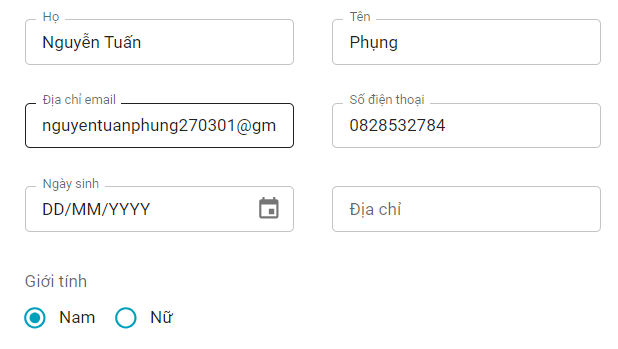 Họ
Tên
Nguyễn Tuấn
Phụng
Địa chỉ email
Số điện thoại
nguyentuanphung270301@gm
0828532784
Ngày sinh
DD/MM/YYYY
Địa chỉ
Giới tính
Nam
Nữ